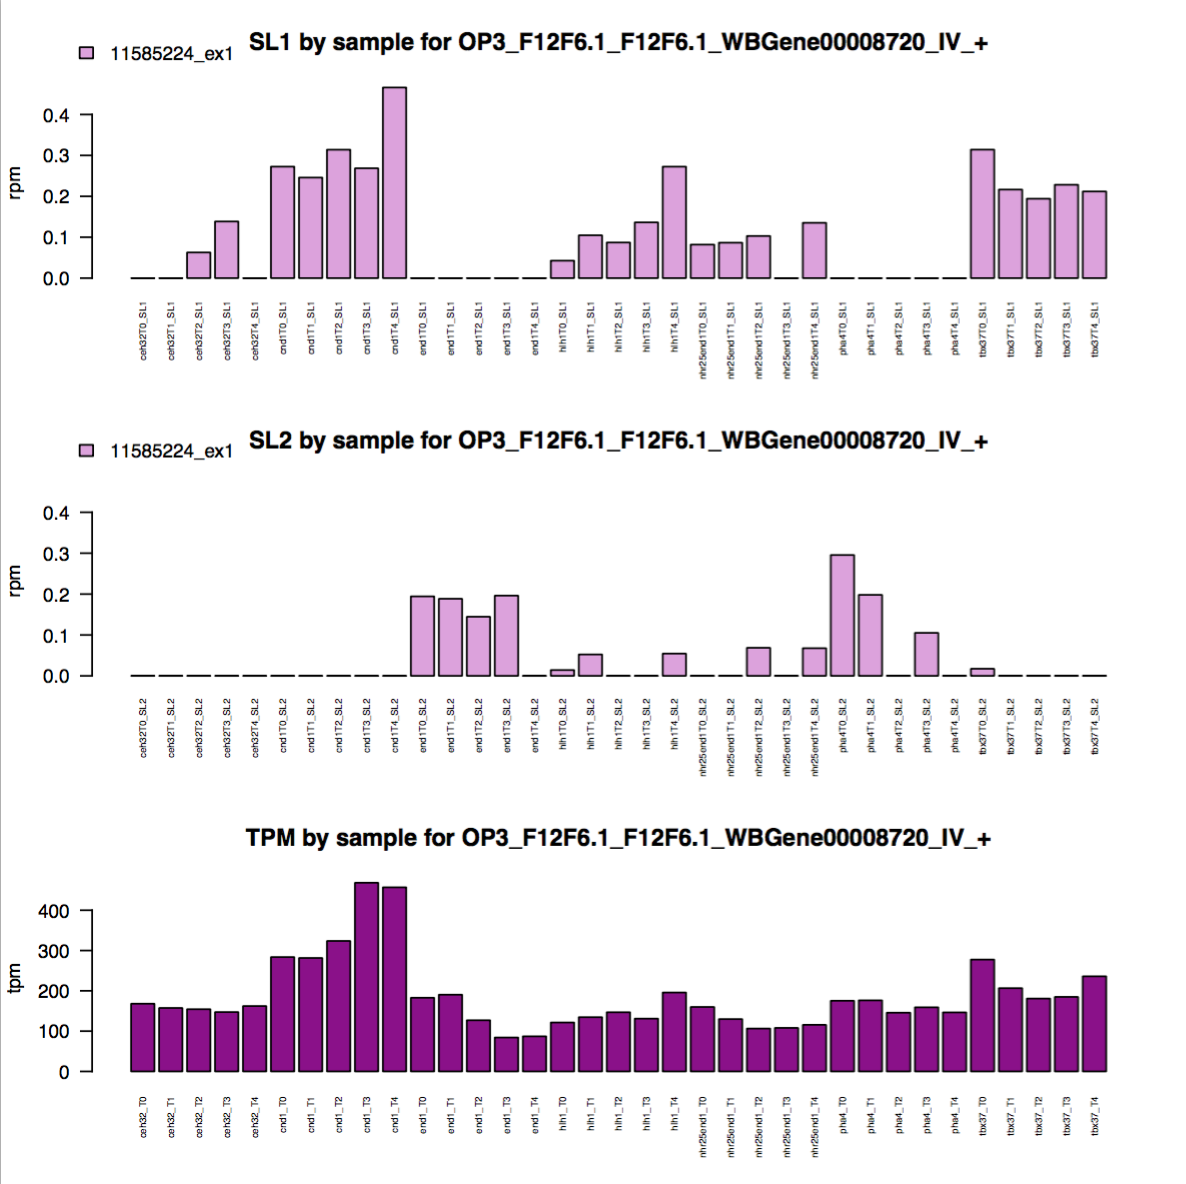 SL1 by sample for OP3_F12F6.1_F12F6.1_WBGene00008720_IV_+
11585224_ex1
rpm
0.4
0.3
0.2
0.1
0.0
ceh32T0_SL1
ceh32T1_SL1
ceh32T2_SL1
ceh32T3_SL1
ceh32T4_SL1
cnd1T0_SL1
cnd1T1_SL1
cnd1T2_SL1
cnd1T3_SL1
cnd1T4_SL1
end1T0_SL1
end1T1_SL1
end1T2_SL1
end1T3_SL1
end1T4_SL1
hlh1T0_SL1
hlh1T1_SL1
hlh1T2_SL1
hlh1T3_SL1
hlh1T4_SL1
nhr25end1T0_SL1
nhr25end1T1_SL1
nhr25end1T2_SL1
nhr25end1T3_SL1
nhr25end1T4_SL1
pha4T0_SL1
pha4T1_SL1
pha4T2_SL1
pha4T3_SL1
pha4T4_SL1
tbx37T0_SL1
tbx37T1_SL1
tbx37T2_SL1
tbx37T3_SL1
tbx37T4_SL1
SL2 by sample for OP3_F12F6.1_F12F6.1_WBGene00008720_IV_+
11585224_ex1
rpm
0.4
0.3
0.2
0.1
0.0
ceh32T0_SL2
ceh32T1_SL2
ceh32T2_SL2
ceh32T3_SL2
ceh32T4_SL2
cnd1T0_SL2
cnd1T1_SL2
cnd1T2_SL2
cnd1T3_SL2
cnd1T4_SL2
end1T0_SL2
end1T1_SL2
end1T2_SL2
end1T3_SL2
end1T4_SL2
hlh1T0_SL2
hlh1T1_SL2
hlh1T2_SL2
hlh1T3_SL2
hlh1T4_SL2
nhr25end1T0_SL2
nhr25end1T1_SL2
nhr25end1T2_SL2
nhr25end1T3_SL2
nhr25end1T4_SL2
pha4T0_SL2
pha4T1_SL2
pha4T2_SL2
pha4T3_SL2
pha4T4_SL2
tbx37T0_SL2
tbx37T1_SL2
tbx37T2_SL2
tbx37T3_SL2
tbx37T4_SL2
TPM by sample for OP3_F12F6.1_F12F6.1_WBGene00008720_IV_+
tpm
400
300
200
100
0
ceh32_T0
ceh32_T1
ceh32_T2
ceh32_T3
ceh32_T4
cnd1_T0
cnd1_T1
cnd1_T2
cnd1_T3
cnd1_T4
end1_T0
end1_T1
end1_T2
end1_T3
end1_T4
hlh1_T0
hlh1_T1
hlh1_T2
hlh1_T3
hlh1_T4
nhr25end1_T0
nhr25end1_T1
nhr25end1_T2
nhr25end1_T3
nhr25end1_T4
pha4_T0
pha4_T1
pha4_T2
pha4_T3
pha4_T4
tbx37_T0
tbx37_T1
tbx37_T2
tbx37_T3
tbx37_T4